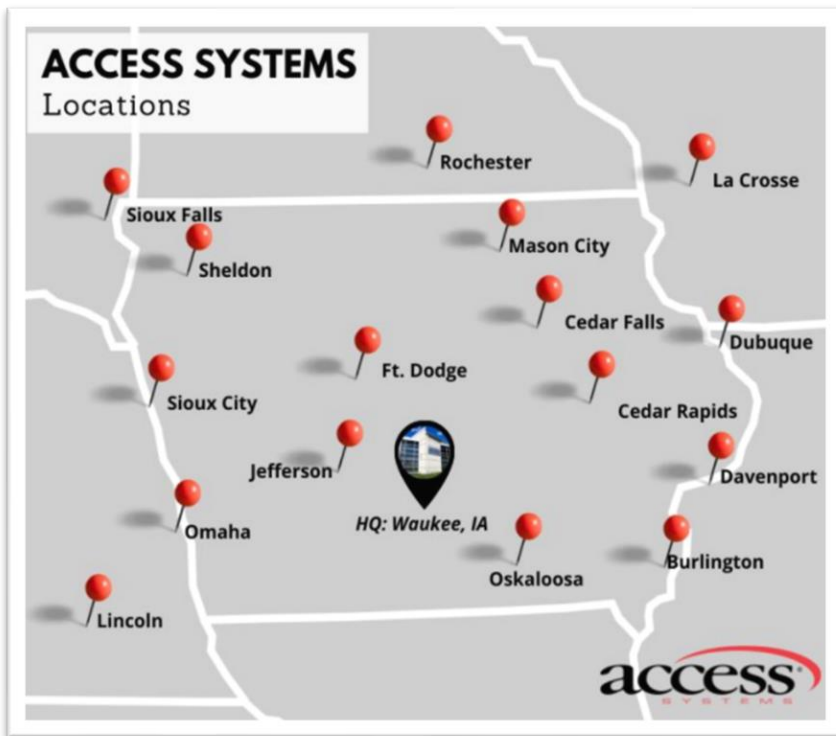 ACCESS SYSTEMS
Locations
Rochester
La Crosse
Sioux Falls
Mason City
Sheldon
Cedar Falls
Dubuque
Ft. Dodge
Sioux City
Cedar Rapids
Jefferson
Davenport
HQ: Waukee, IA
Omaha
Burlington
Oskaloosa
Lincoln
access
SYSTEMS